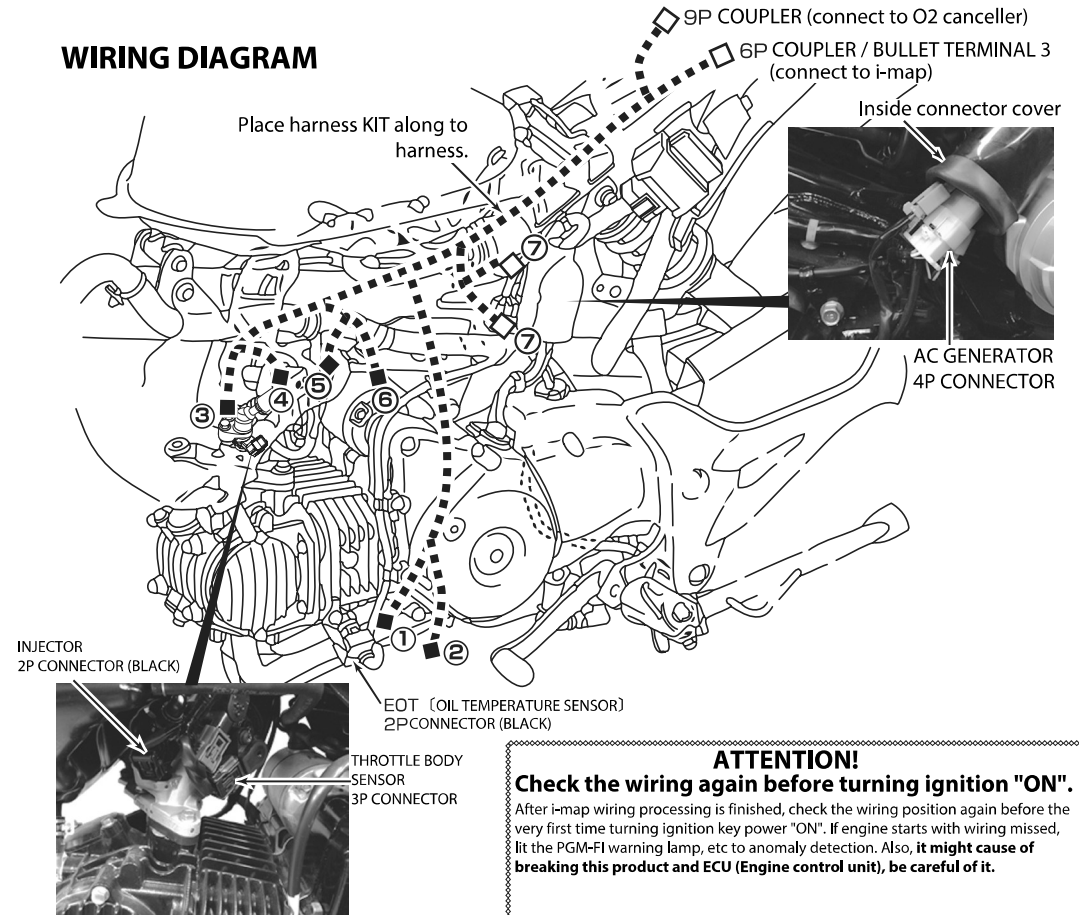 WIRING DIAGRAM
9P COUPLER (connect to O2 canceller)
6P COUPLER / BULLET TERMINAL 3
(connect to i-map)
Inside connector cover
Place harness KIT along to
harness.
⑦
⑦
AC GENERATOR
4P CONNECTOR
③
④
⑤
⑥
①
②
INJECTOR
2P CONNECTOR (BLACK)
EOT〔OIL TEMPERATURE SENSOR〕
2PCONNECTOR (BLACK)
THROTTLE BODY
SENSOR
3P CONNECTOR
ATTENTION!
Check the wiring again before turning ignition "ON".
After i-map wiring processing is finished, check the wiring position again before the
very first time turning ignition key power "ON". If engine starts with wiring missed,
lit the PGM-FI warning lamp, etc to anomaly detection. Also, it might cause of
breaking this product and ECU (Engine control unit), be careful of it.